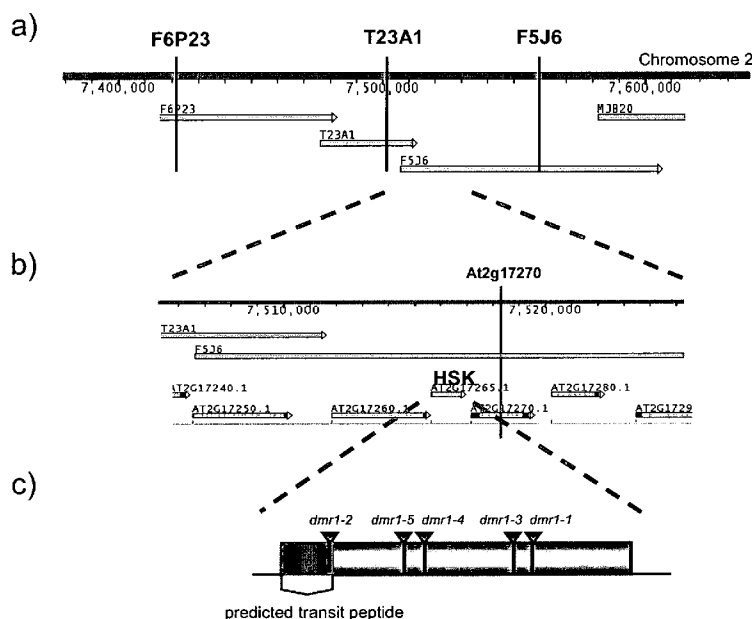 a)
F6P23 T23A1 F5J6
Chromosome 2
7,400,000 7,500,000 7,600,000
F6P23 MJB20
T23A1
F5J6
b)
At2g17270
7,510,000 7,520,000
T23A1
F5J6
HSK
AT2G17240.1 AT2G17265.1 AT2G17280.1
AT2G17250.1 AT2G17260.1 AT2G17270.1 AT2G1729
c)
dmr1-2 dmr1-5 dmr1-4 dmr1-3 dmr1-1
predicted transit peptide